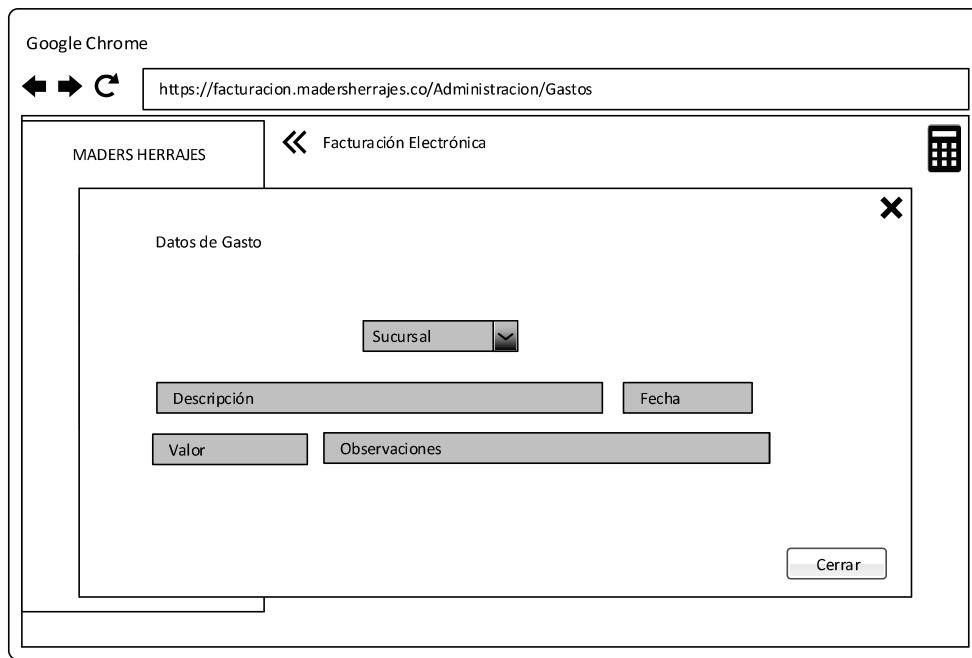 Google Chrome
https://facturacion.madersherrajes.co/Administracion/Gastos
MADERS HERRAJES
Facturación Electrónica
Datos de Gasto
Sucursal
Descripción
Fecha
Valor
Observaciones
Cerrar